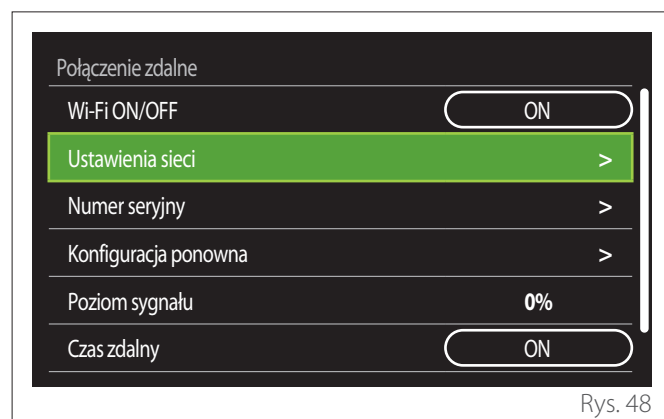 Połączenie zdalne
Wi-Fi ON/OFF ON
Ustawienia sieci >
Numer seryjny >
Konfiguracja ponowna >
Poziom sygnału 0%
Czas zdalny ON
Rys. 48